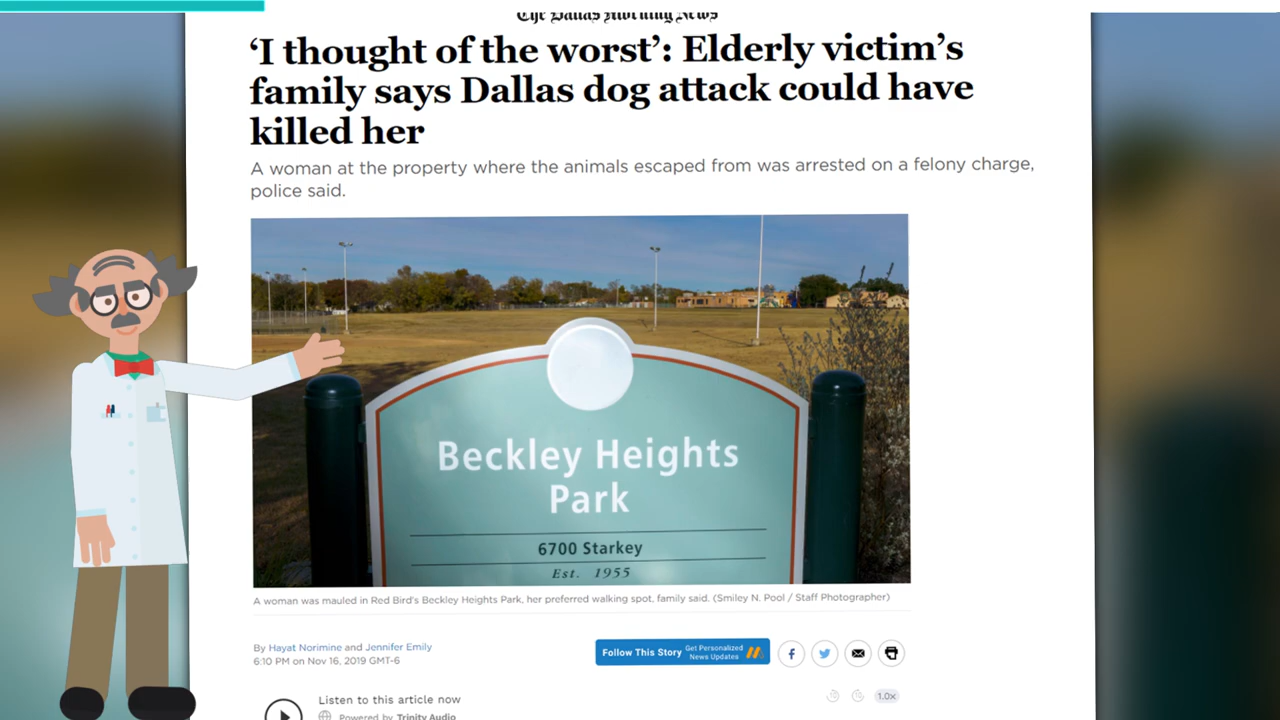 The Dallas Morning News
‘I thought of the worst’: Elderly victim’s
family says Dallas dog attack could have
killed her
A woman at the property where the animals escaped from was arrested on a felony charge,
police said.
Beckley Heights
Park
6700 Starkey
Est. 1955
A woman was mauled in Red Bird's Beckley Heights Park, her preferred walking spot, family said. (Smiley N. Pool / Staff Photographer)
By Hayat Norimine and Jennifer Emily
6:10 PM on Nov 16, 2019 GMT-6
Follow This Story Get Personalized
News Updates
Listen to this article now
1.0x
Powered by Trinity Audio